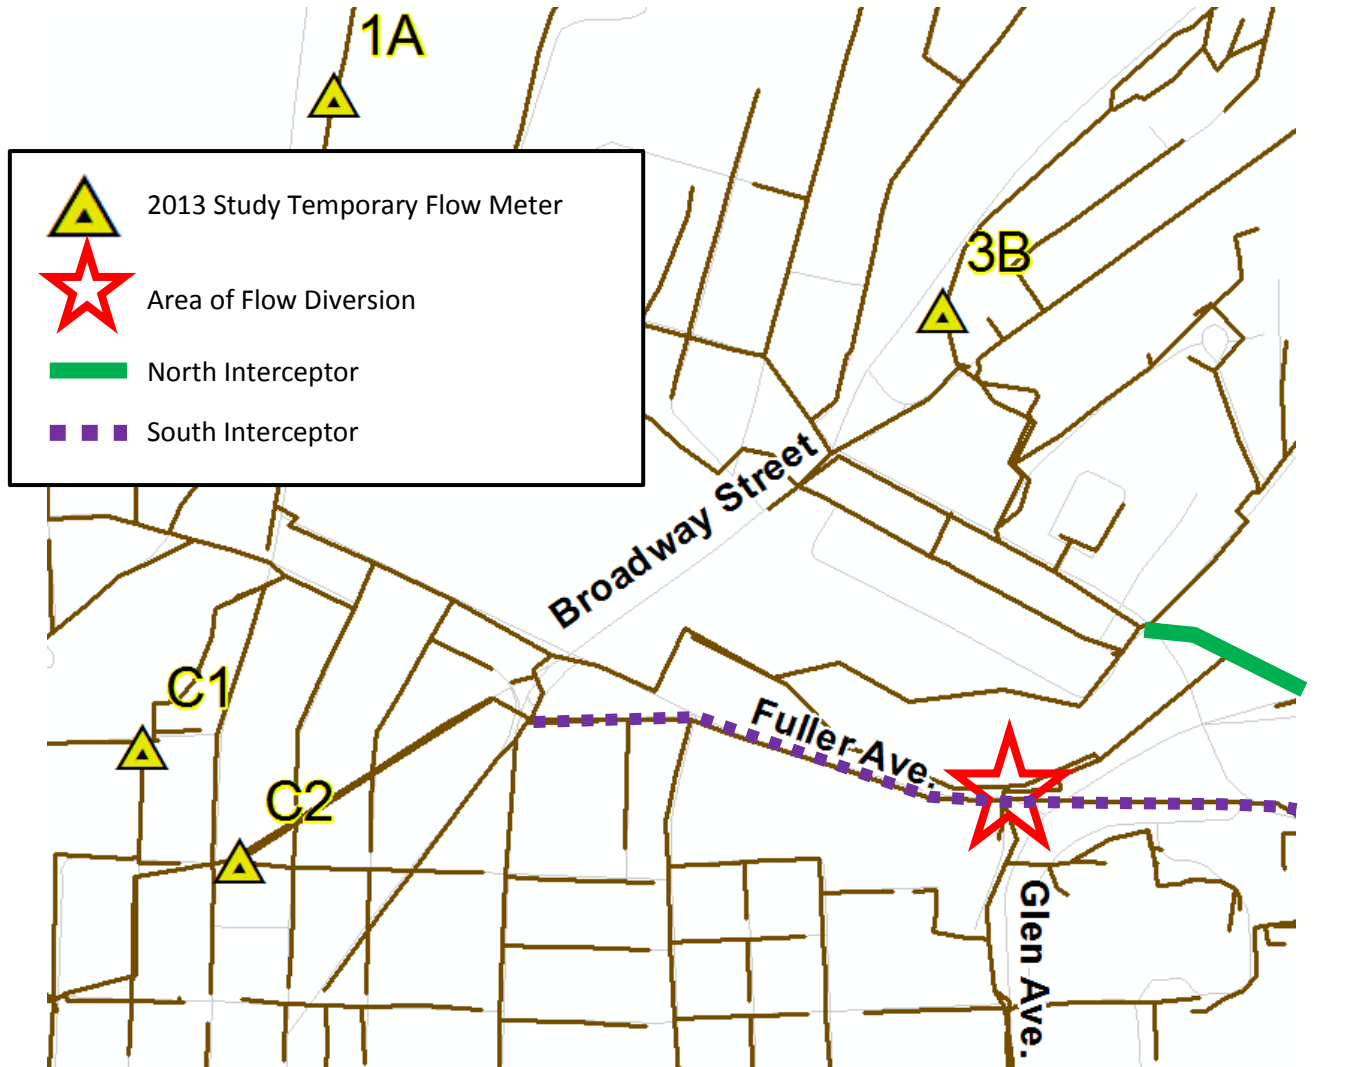 1A
2013 Study Temporary Flow Meter
Area of Flow Diversion
North Interceptor
South Interceptor
3B
Broadway Street
C1
C2
Fuller Ave.
Glen Ave.